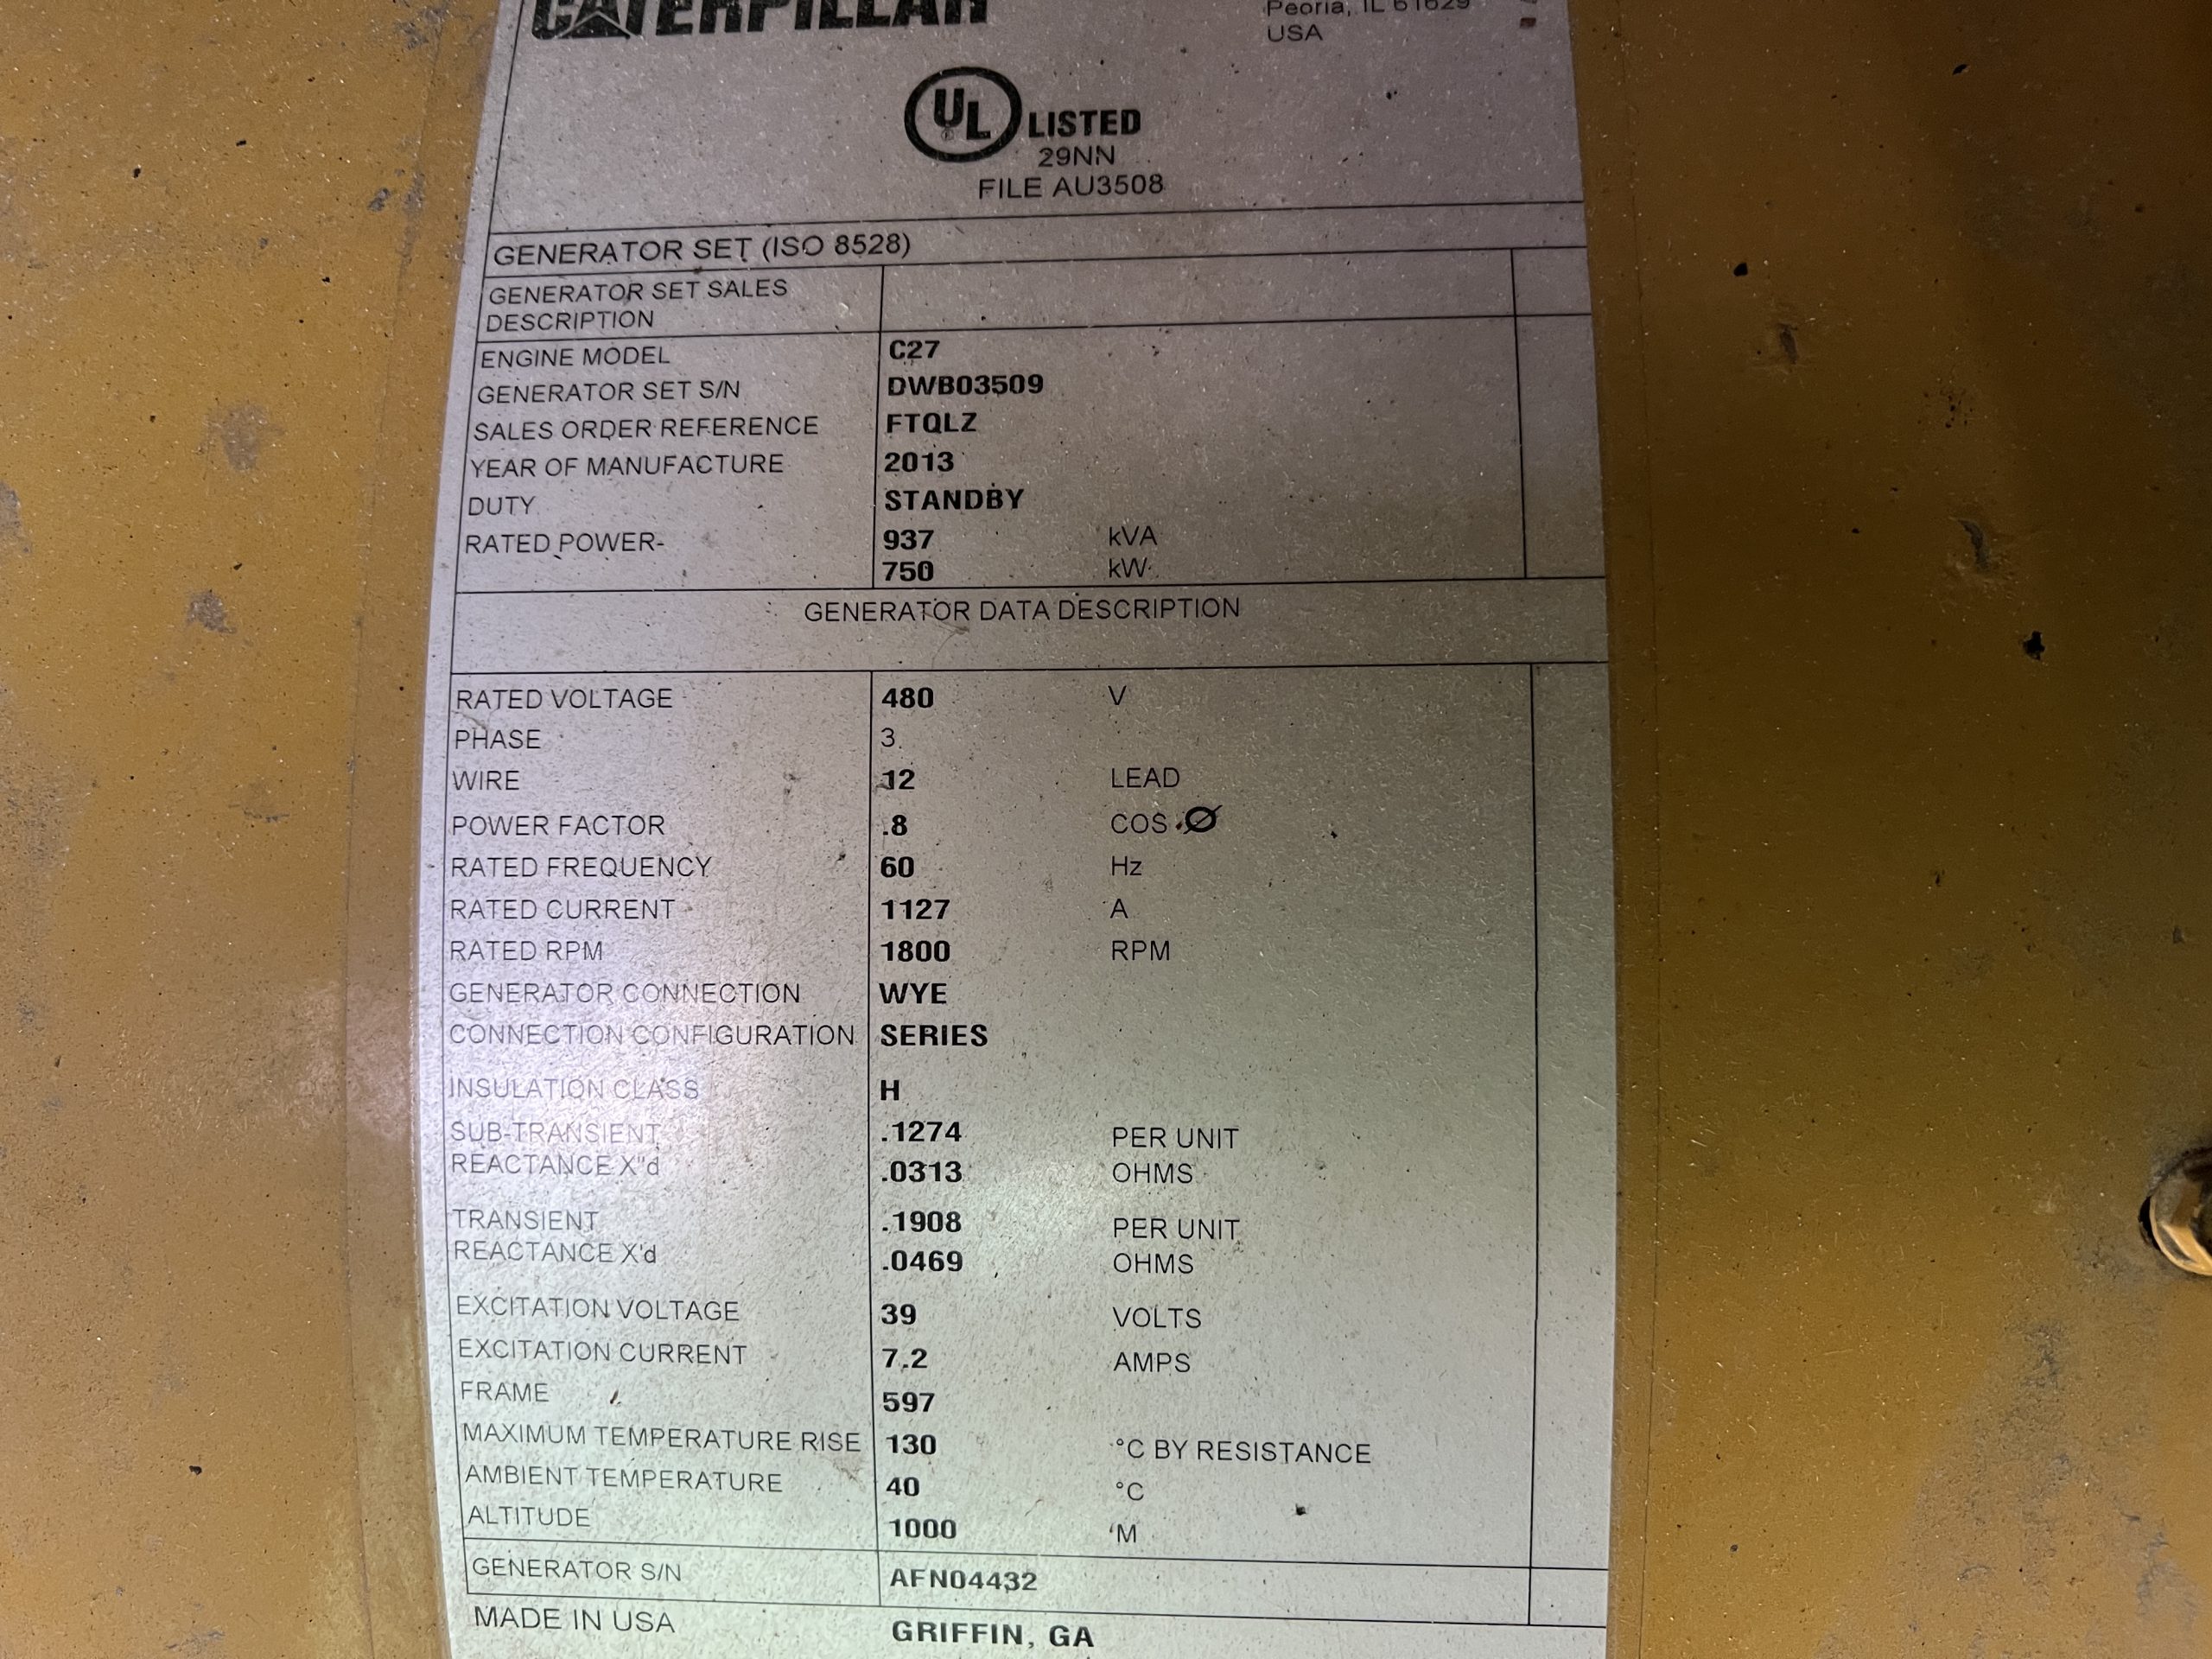 CATERPILLAR
Peoria, IL 61629
USA
UL LISTED
29NN
FILE AU3508
GENERATOR SET (ISO 8528)
GENERATOR SET SALES
DESCRIPTION
ENGINE MODEL C27
GENERATOR SET S/N DWB03509
SALES ORDER REFERENCE FTQLZ
YEAR OF MANUFACTURE 2013
DUTY STANDBY
RATED POWER- 937 kVA
750 kW
GENERATOR DATA DESCRIPTION
RATED VOLTAGE 480 V
PHASE 3
WIRE 12 LEAD
POWER FACTOR .8 COS Ø
RATED FREQUENCY 60 Hz
RATED CURRENT 1127 A
RATED RPM 1800 RPM
GENERATOR CONNECTION WYE
CONNECTION CONFIGURATION SERIES
INSULATION CLASS H
SUB-TRANSIENT .1274 PER UNIT
REACTANCE X"d .0313 OHMS
TRANSIENT .1908 PER UNIT
REACTANCE X'd .0469 OHMS
EXCITATION VOLTAGE 39 VOLTS
EXCITATION CURRENT 7.2 AMPS
FRAME 597
MAXIMUM TEMPERATURE RISE 130 °C BY RESISTANCE
AMBIENT TEMPERATURE 40 °C
ALTITUDE 1000 M
GENERATOR S/N AFN04432
MADE IN USA GRIFFIN, GA